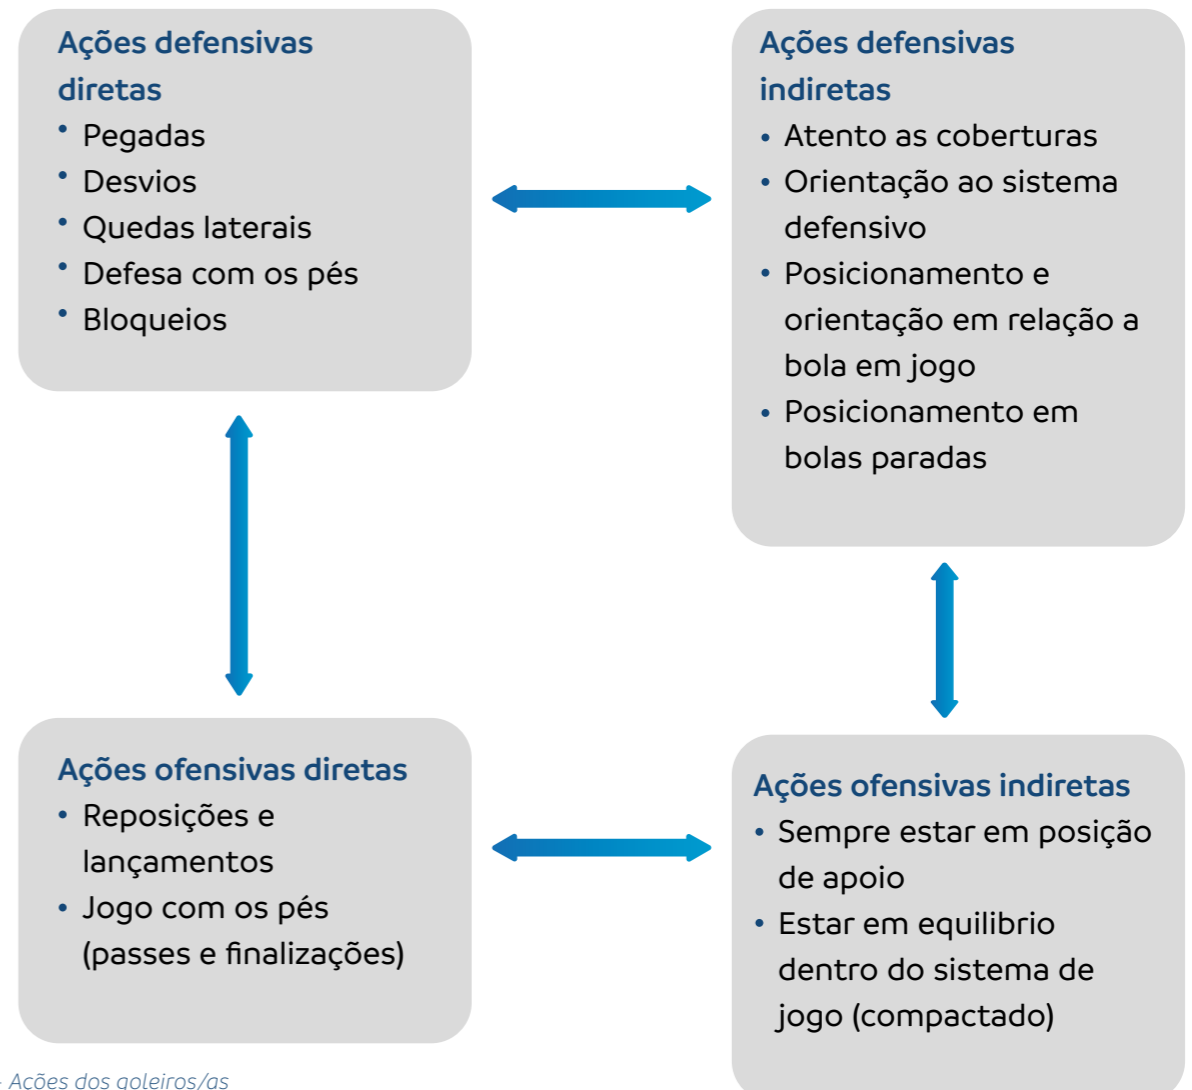 Ações defensivas
diretas
• Pegadas
• Desvios
• Quedas laterais
• Defesa com os pés
• Bloqueios
Ações defensivas
indiretas
• Atento as coberturas
• Orientação ao sistema
defensivo
• Posicionamento e
orientação em relação a
bola em jogo
• Posicionamento em
bolas paradas
Ações ofensivas diretas
• Reposições e
lançamentos
• Jogo com os pés
(passes e finalizações)
Ações ofensivas indiretas
• Sempre estar em posição
de apoio
• Estar em equilibrio
dentro do sistema de
jogo (compactado)
Ações dos goleiros/as